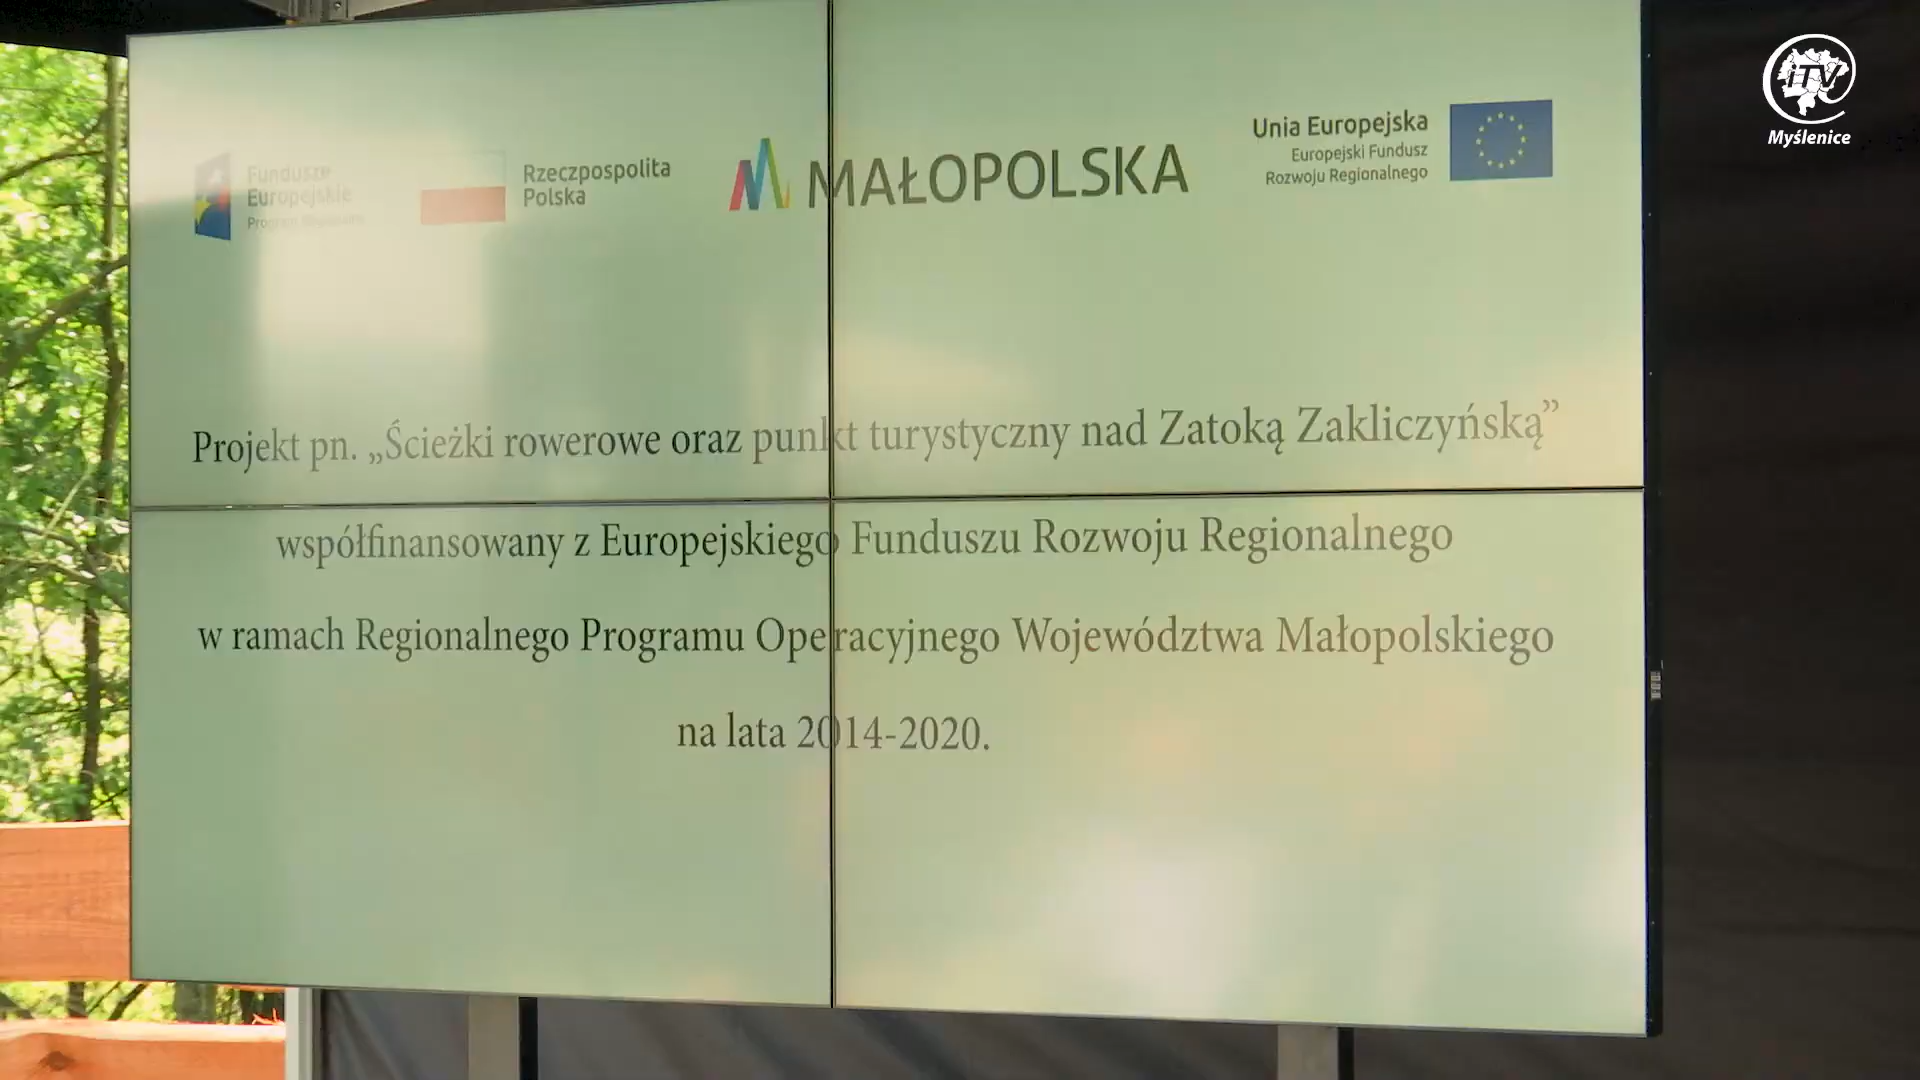 Fundusze
Europejskie
Program Regionalny
Rzeczpospolita
Polska
MAŁOPOLSKA
Unia Europejska
Europejski Fundusz
Rozwoju Regionalnego
iTV
Myślenice
Projekt pn. „Ścieżki rowerowe oraz punkt turystyczny nad Zatoką Zakliczyńską”
współfinansowany z Europejskiego Funduszu Rozwoju Regionalnego
w ramach Regionalnego Programu Operacyjnego Województwa Małopolskiego
na lata 2014-2020.